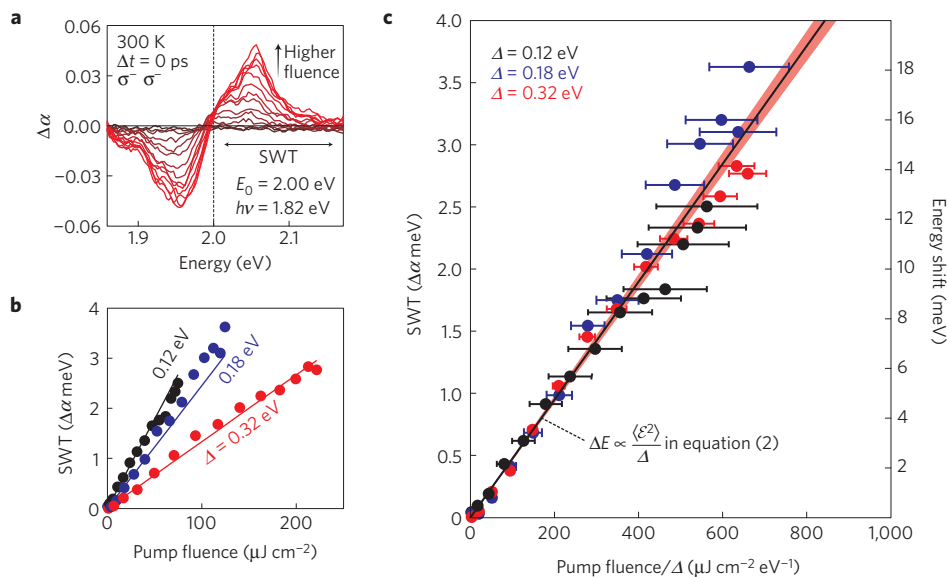 a
0.06
0.03
0.00
−0.03
−0.06
Δα
300 K
Δt = 0 ps
σ⁻ σ⁻
Higher
fluence
SWT
E₀ = 2.00 eV
hν = 1.82 eV
1.9 2.0 2.1
Energy (eV)
b
4
3
2
1
0
SWT (Δα meV)
0.12 eV
0.18 eV
Δ = 0.32 eV
0 100 200
Pump fluence (μJ cm⁻²)
c
4.0
3.5
3.0
2.5
2.0
1.5
1.0
0.5
0
SWT (Δα meV)
Δ = 0.12 eV
Δ = 0.18 eV
Δ = 0.32 eV
ΔE ∝ ⟨ℰ²⟩/Δ in equation (2)
18
16
14
12
10
8
6
4
2
Energy shift (meV)
0 200 400 600 800 1,000
Pump fluence/Δ (μJ cm⁻² eV⁻¹)